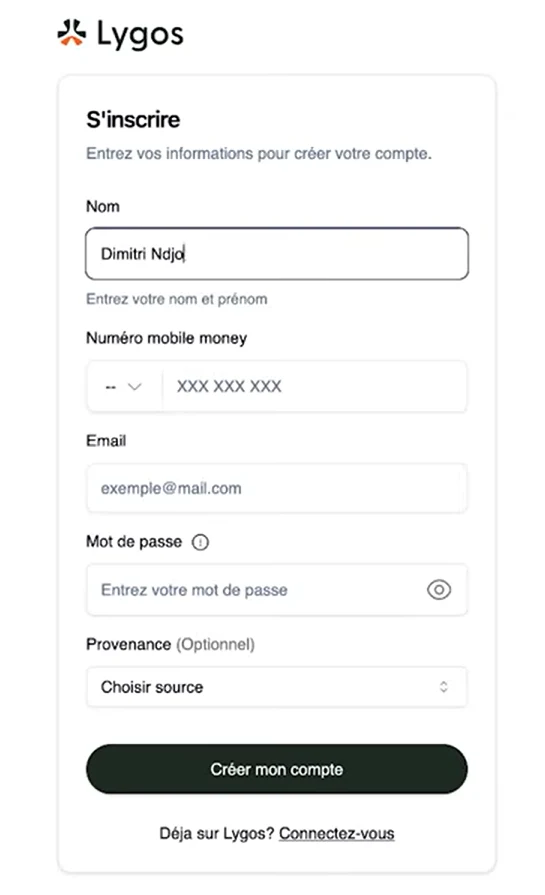 Lygos
S'inscrire
Entrez vos informations pour créer votre compte.
Nom
Dimitri Ndjo
Entrez votre nom et prénom
Numéro mobile money
-- XXX XXX XXX
Email
exemple@mail.com
Mot de passe
Entrez votre mot de passe
Provenance (Optionnel)
Choisir source
Créer mon compte
Déja sur Lygos? Connectez-vous